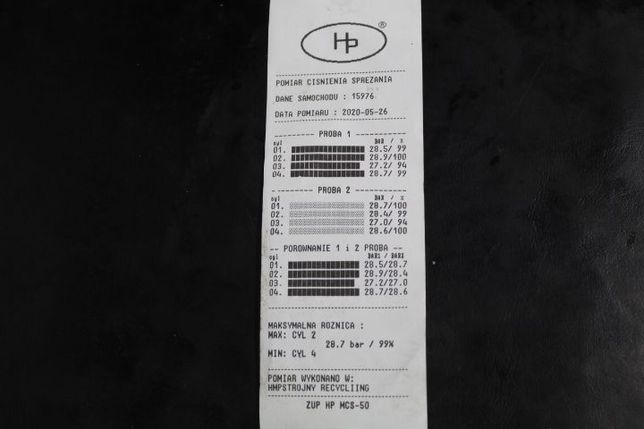 HP ®
POMIAR CISNIENIA SPREZANIA
DANE SAMOCHODU : 15976
DATA POMIARU : 2020-05-26
PROBA 1
cyl BAR / %
01. 28.5/ 99
02. 28.9/100
03. 27.2/ 94
04. 28.7/ 99
PROBA 2
cyl BAR / %
01. 28.7/100
02. 28.4/ 99
03. 27.0/ 94
04. 28.6/100
-- POROWNANIE 1 i 2 PROBA --
cyl BAR1 / BAR2
01. 28.5/28.7
02. 28.9/28.4
03. 27.2/27.0
04. 28.7/28.6
MAKSYMALNA ROZNICA :
MAX: CYL 2
28.7 bar / 99%
MIN: CYL 4
POMIAR WYKONANO W:
HMPSTROJNY RECYCLIING
ZUP HP MCS-50